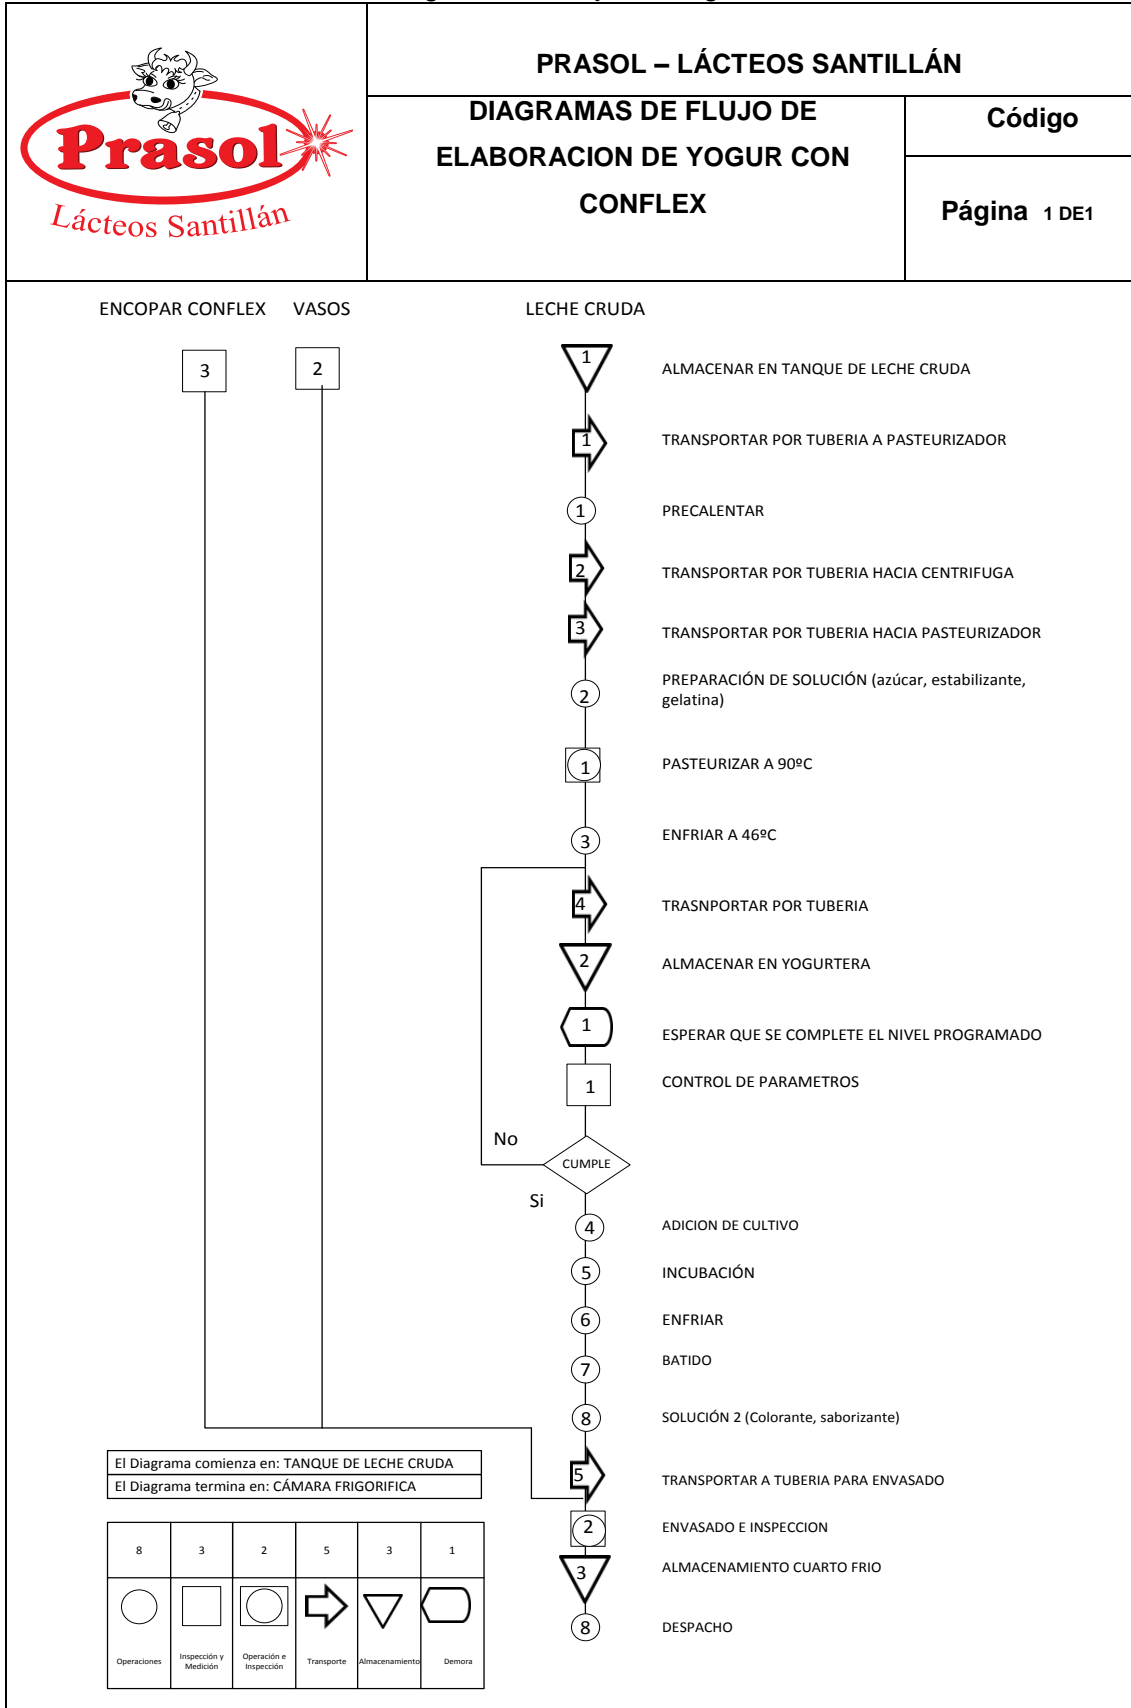 Prasol
Lácteos Santillán
PRASOL – LÁCTEOS SANTILLÁN
DIAGRAMAS DE FLUJO DE
ELABORACION DE YOGUR CON
CONFLEX
Código
Página 1 DE1
ENCOPAR CONFLEX
VASOS
LECHE CRUDA
3
2
1
ALMACENAR EN TANQUE DE LECHE CRUDA
1
TRANSPORTAR POR TUBERIA A PASTEURIZADOR
1
PRECALENTAR
2
TRANSPORTAR POR TUBERIA HACIA CENTRIFUGA
3
TRANSPORTAR POR TUBERIA HACIA PASTEURIZADOR
2
PREPARACIÓN DE SOLUCIÓN (azúcar, estabilizante,
gelatina)
1
PASTEURIZAR A 90ºC
3
ENFRIAR A 46ºC
4
TRASNPORTAR POR TUBERIA
2
ALMACENAR EN YOGURTERA
1
ESPERAR QUE SE COMPLETE EL NIVEL PROGRAMADO
1
CONTROL DE PARAMETROS
No
CUMPLE
Si
4
ADICION DE CULTIVO
5
INCUBACIÓN
6
ENFRIAR
7
BATIDO
8
SOLUCIÓN 2 (Colorante, saborizante)
5
TRANSPORTAR A TUBERIA PARA ENVASADO
2
ENVASADO E INSPECCION
3
ALMACENAMIENTO CUARTO FRIO
8
DESPACHO
El Diagrama comienza en: TANQUE DE LECHE CRUDA
El Diagrama termina en: CÁMARA FRIGORIFICA
8 3 2 5 3 1
Operaciones
Inspección y
Medición
Operación e
Inspección
Transporte
Almacenamiento
Demora